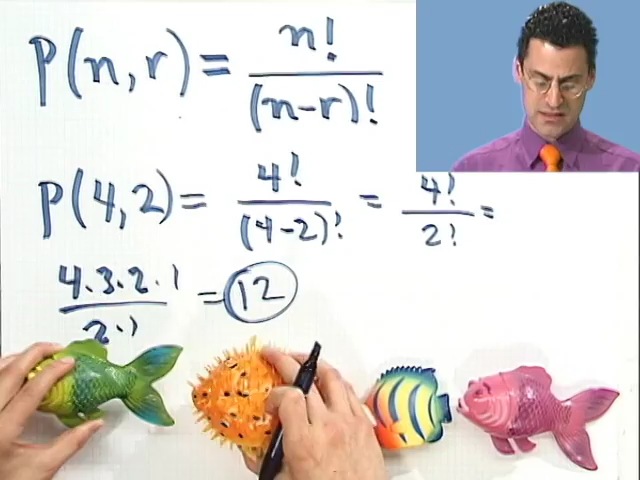 P(n,r) = n!/(n-r)!
P(4,2) = 4!/(4-2)! = 4!/2! =
4·3·2·1/2·1 = 12